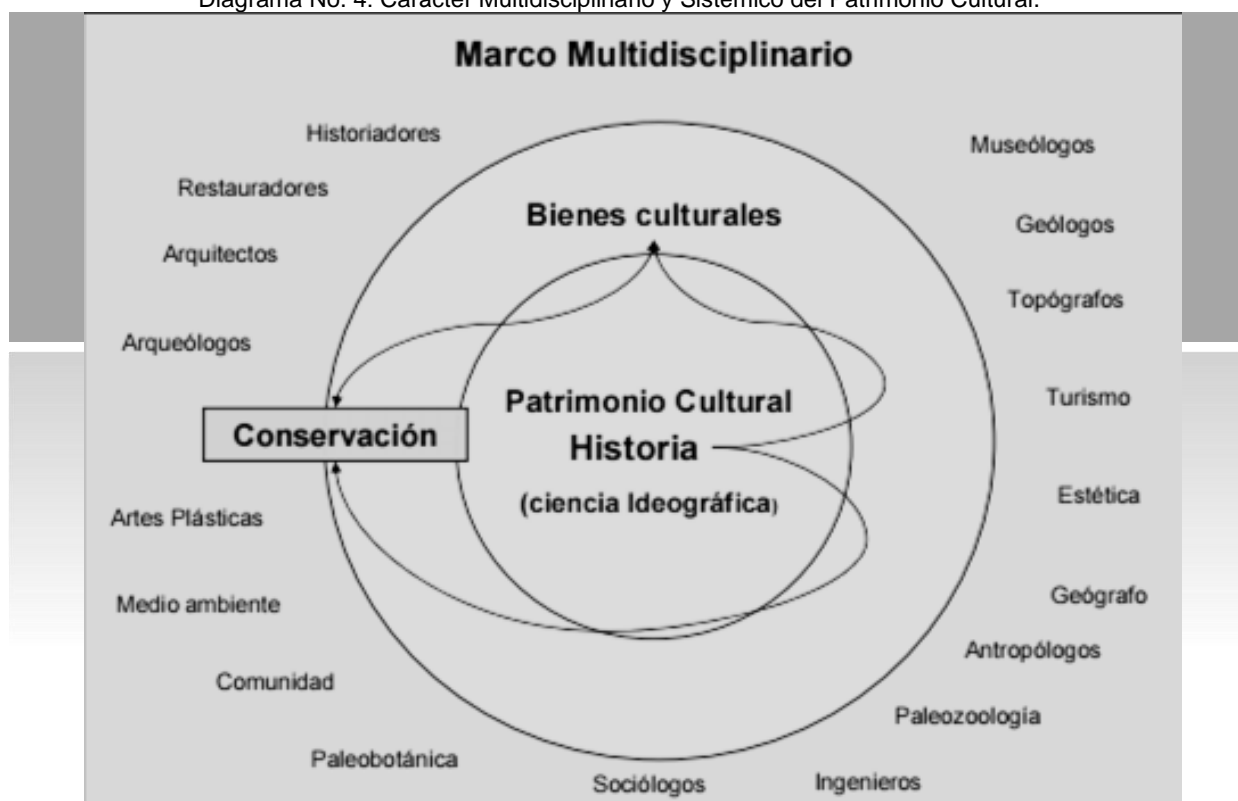 Diagrama No. 4. Carácter Multidisciplinario y Sistémico del Patrimonio Cultural.
Marco Multidisciplinario
Historiadores
Museólogos
Restauradores
Bienes culturales
Geólogos
Arquitectos
Topógrafos
Arqueólogos
Patrimonio Cultural
Turismo
Conservación
Historia
(ciencia Ideográfica)
Estética
Artes Plásticas
Medio ambiente
Geógrafo
Antropólogos
Comunidad
Paleozoología
Paleobotánica
Sociólogos
Ingenieros